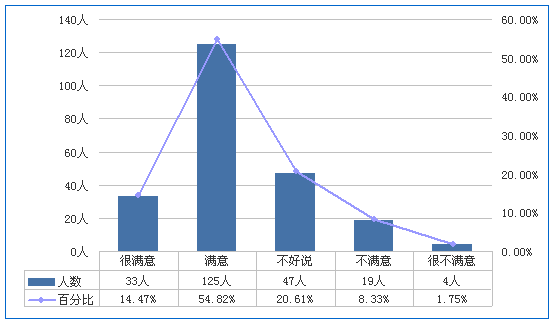 140人
60.00%
120人
50.00%
100人
40.00%
80人
30.00%
60人
20.00%
40人
10.00%
20人
0人
0.00%
很满意 满意 不好说 不满意 很不满意
人数 33人 125人 47人 19人 4人
百分比 14.47% 54.82% 20.61% 8.33% 1.75%